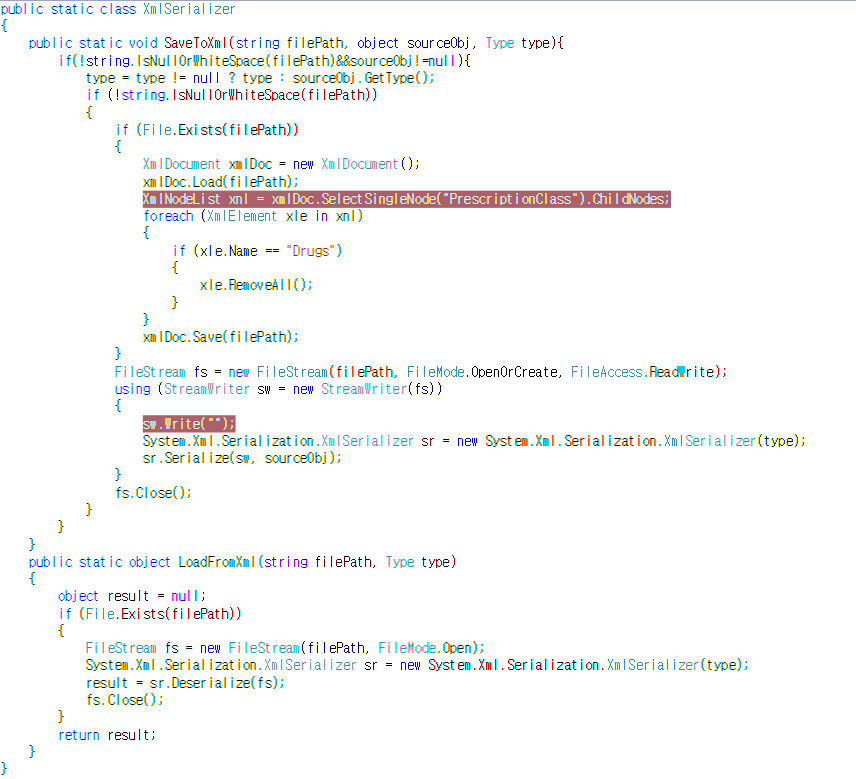 public static class XmlSerializer
{
    public static void SaveToXml(string filePath, object sourceObj, Type type){
        if(!string.IsNullOrWhiteSpace(filePath)&&sourceObj!=null){
            type = type != null ? type : sourceObj.GetType();
            if (!string.IsNullOrWhiteSpace(filePath))
            {
                if (File.Exists(filePath))
                {
                    XmlDocument xmlDoc = new XmlDocument();
                    xmlDoc.Load(filePath);
                    XmlNodeList xnl = xmlDoc.SelectSingleNode("PrescriptionClass").ChildNodes;
                    foreach (XmlElement xle in xnl)
                    {
                        if (xle.Name == "Drugs")
                        {
                            xle.RemoveAll();
                        }
                    }
                    xmlDoc.Save(filePath);
                }
                FileStream fs = new FileStream(filePath, FileMode.OpenOrCreate, FileAccess.ReadWrite);
                using (StreamWriter sw = new StreamWriter(fs))
                {
                    sw.Write("");
                    System.Xml.Serialization.XmlSerializer sr = new System.Xml.Serialization.XmlSerializer(type);
                    sr.Serialize(sw, sourceObj);
                }
                fs.Close();
            }
        }
    }
    public static object LoadFromXml(string filePath, Type type)
    {
        object result = null;
        if (File.Exists(filePath))
        {
            FileStream fs = new FileStream(filePath, FileMode.Open);
            System.Xml.Serialization.XmlSerializer sr = new System.Xml.Serialization.XmlSerializer(type);
            result = sr.Deserialize(fs);
            fs.Close();
        }
        return result;
    }
}